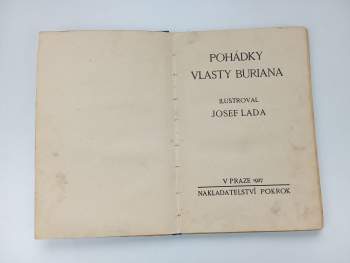 POHÁDKY
VLASTY BURIANA
ILUSTROVAL
JOSEF LADA
V PRAZE 1927
NAKLADATELSTVÍ POKROK